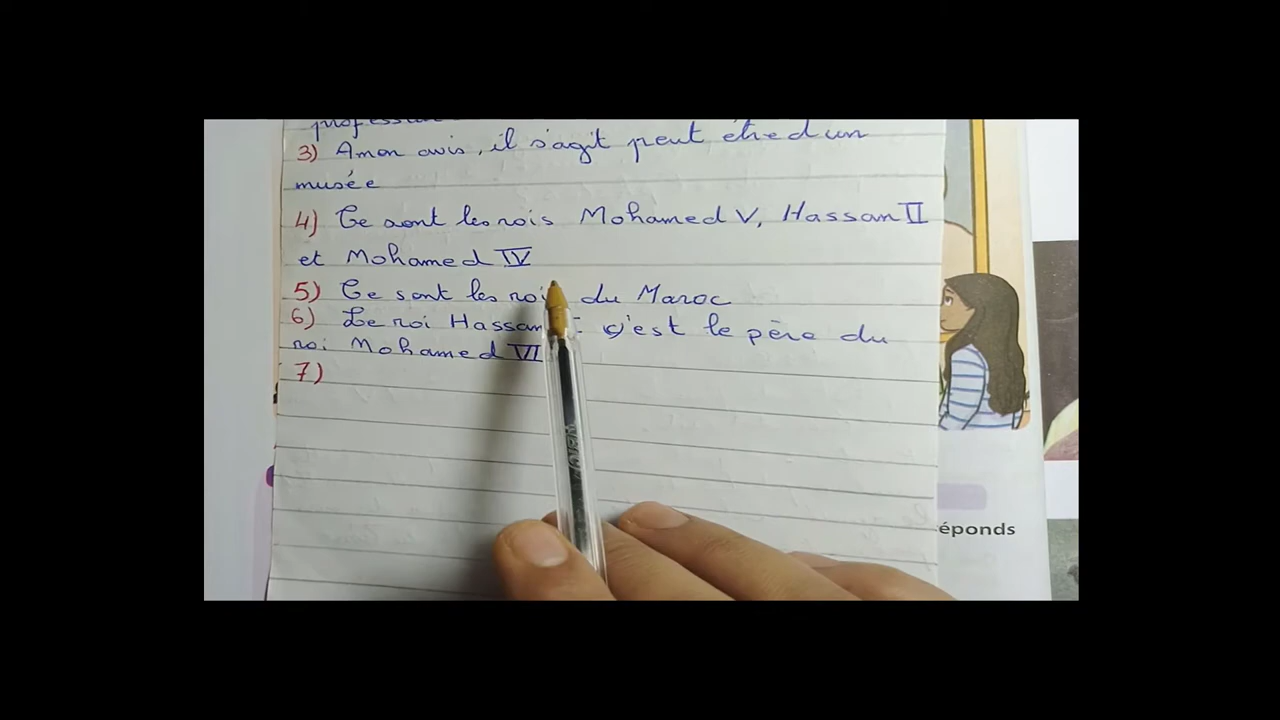 profession
3) Amon avis, il s'agit peut être d'un
musée
4) Ce sont les rois Mohamed V, Hassan II
et Mohamed IV
5) Ce sont les rois du Maroc
6) Le roi Hassan c'est le père du
roi Mohamed VI
7)
éponds